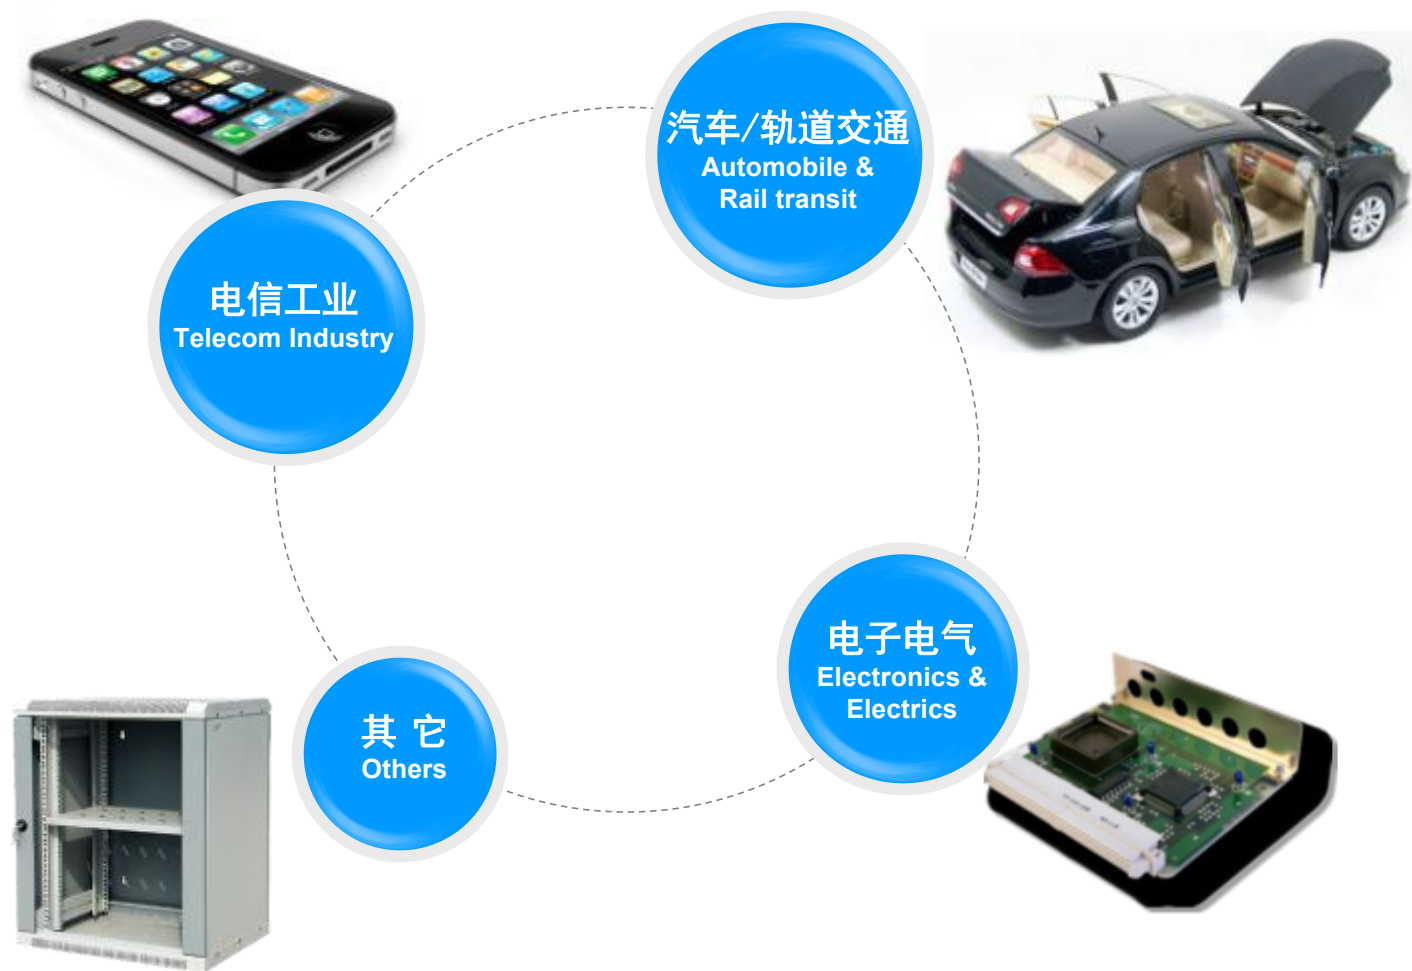 汽车/轨道交通
Automobile &
Rail transit
电信工业
Telecom Industry
电子电气
Electronics &
Electrics
其 它
Others